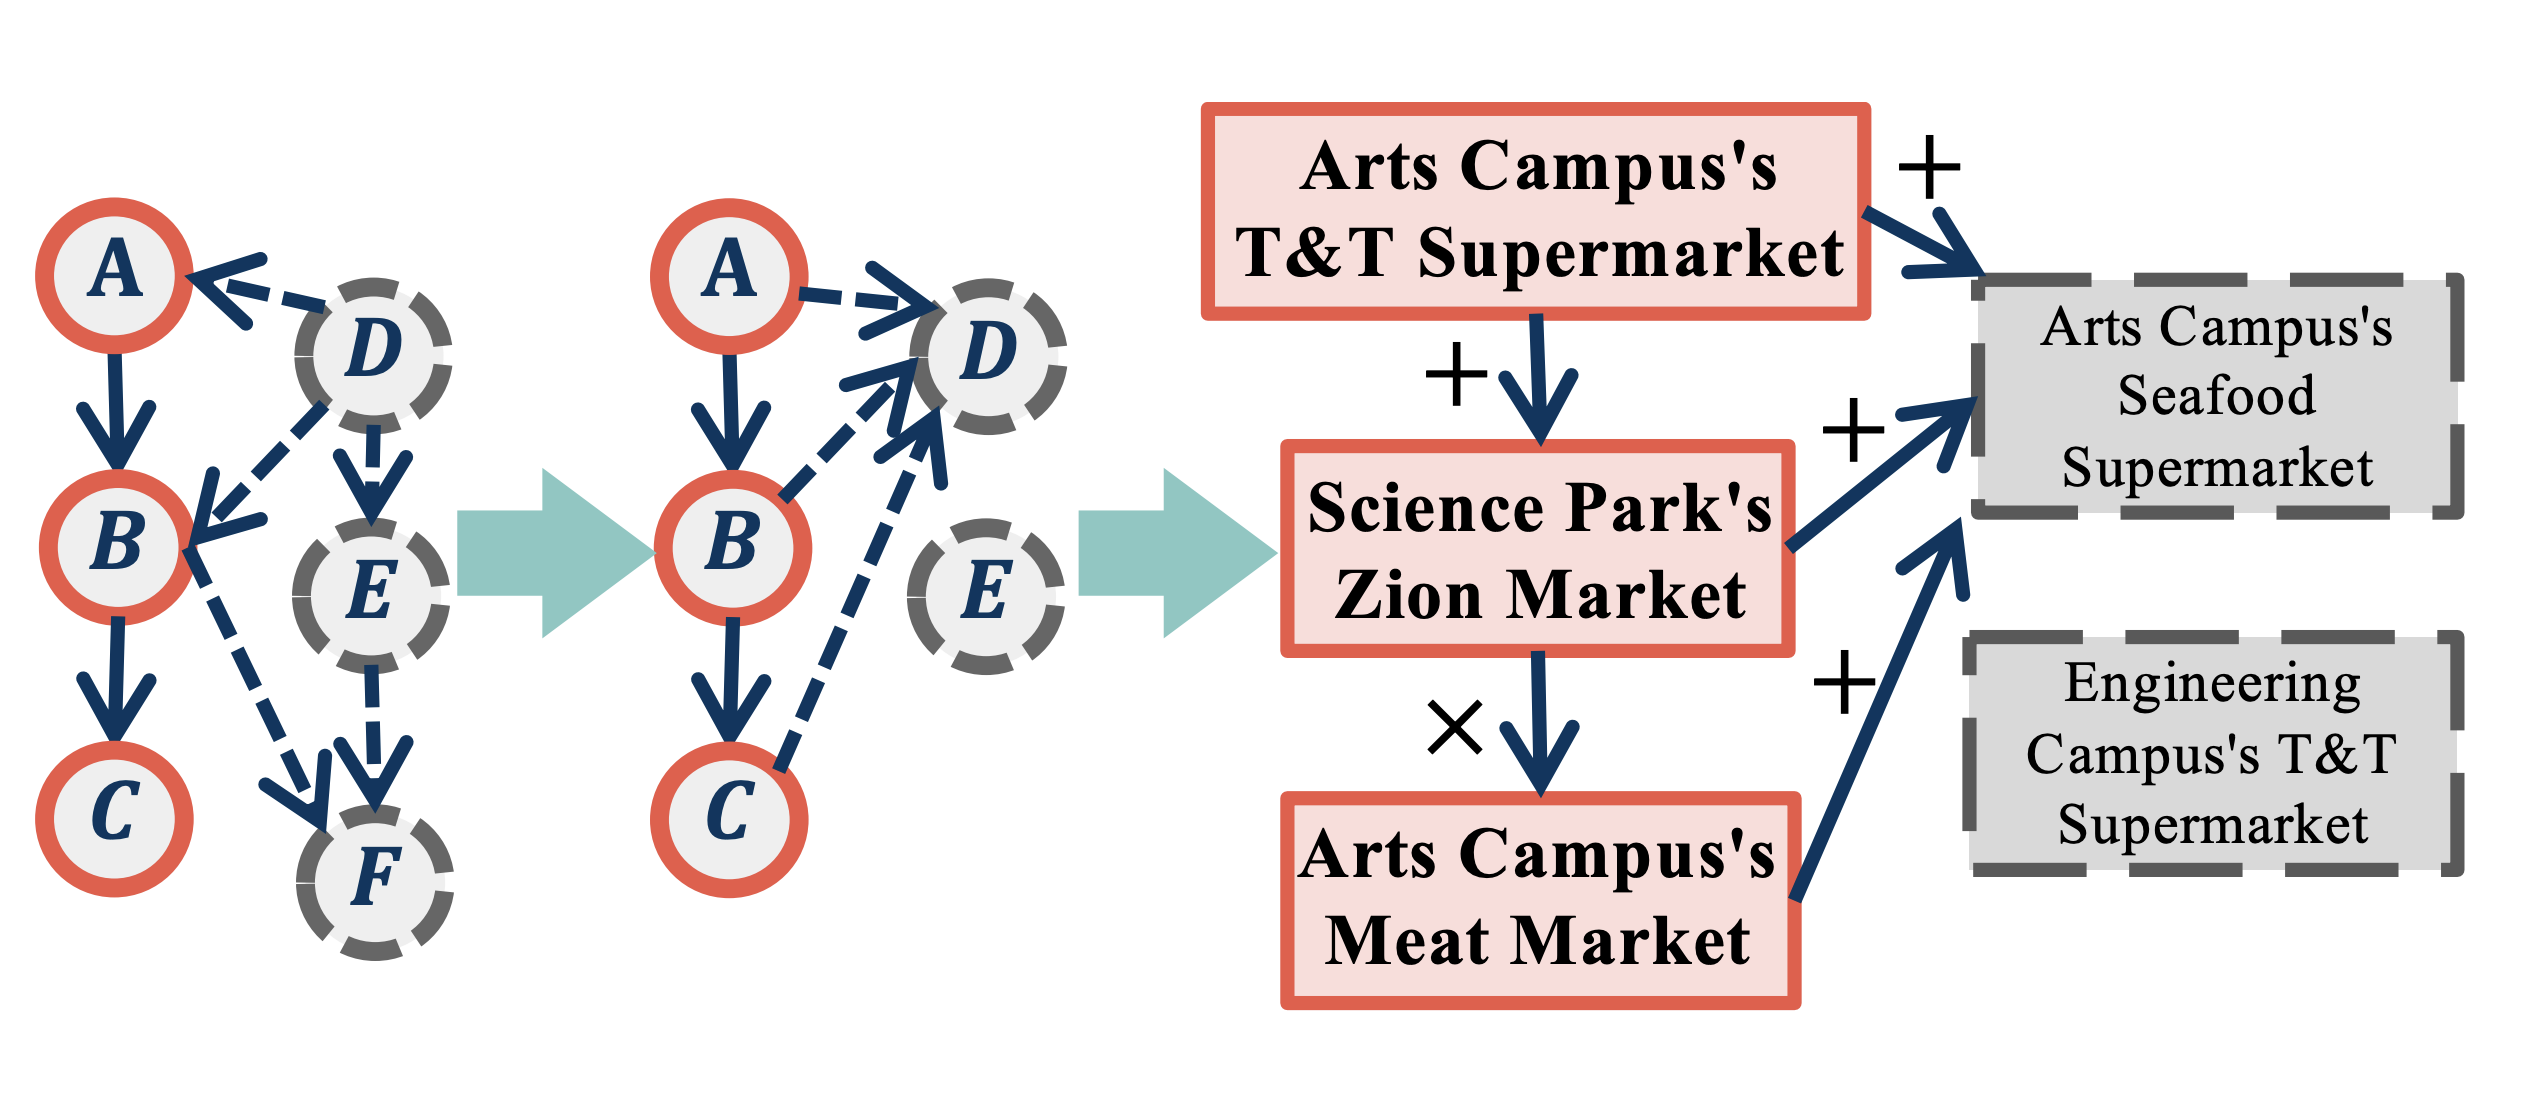 A
D
B
E
C
F
A
D
B
E
C
Arts Campus's
T&T Supermarket
+
+
Science Park's
Zion Market
+
×
Arts Campus's
Meat Market
+
Arts Campus's
Seafood
Supermarket
Engineering
Campus's T&T
Supermarket